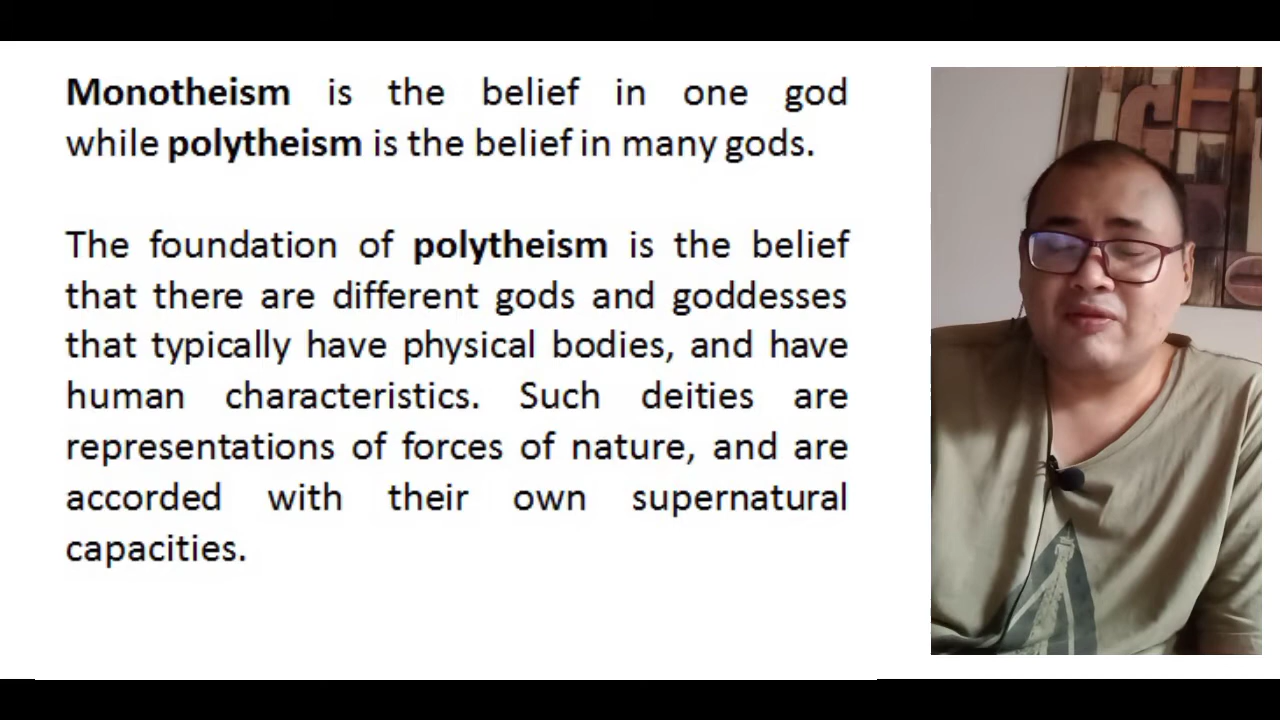 Monotheism is the belief in one god
while polytheism is the belief in many gods.
The foundation of polytheism is the belief
that there are different gods and goddesses
that typically have physical bodies, and have
human characteristics. Such deities are
representations of forces of nature, and are
accorded with their own supernatural
capacities.